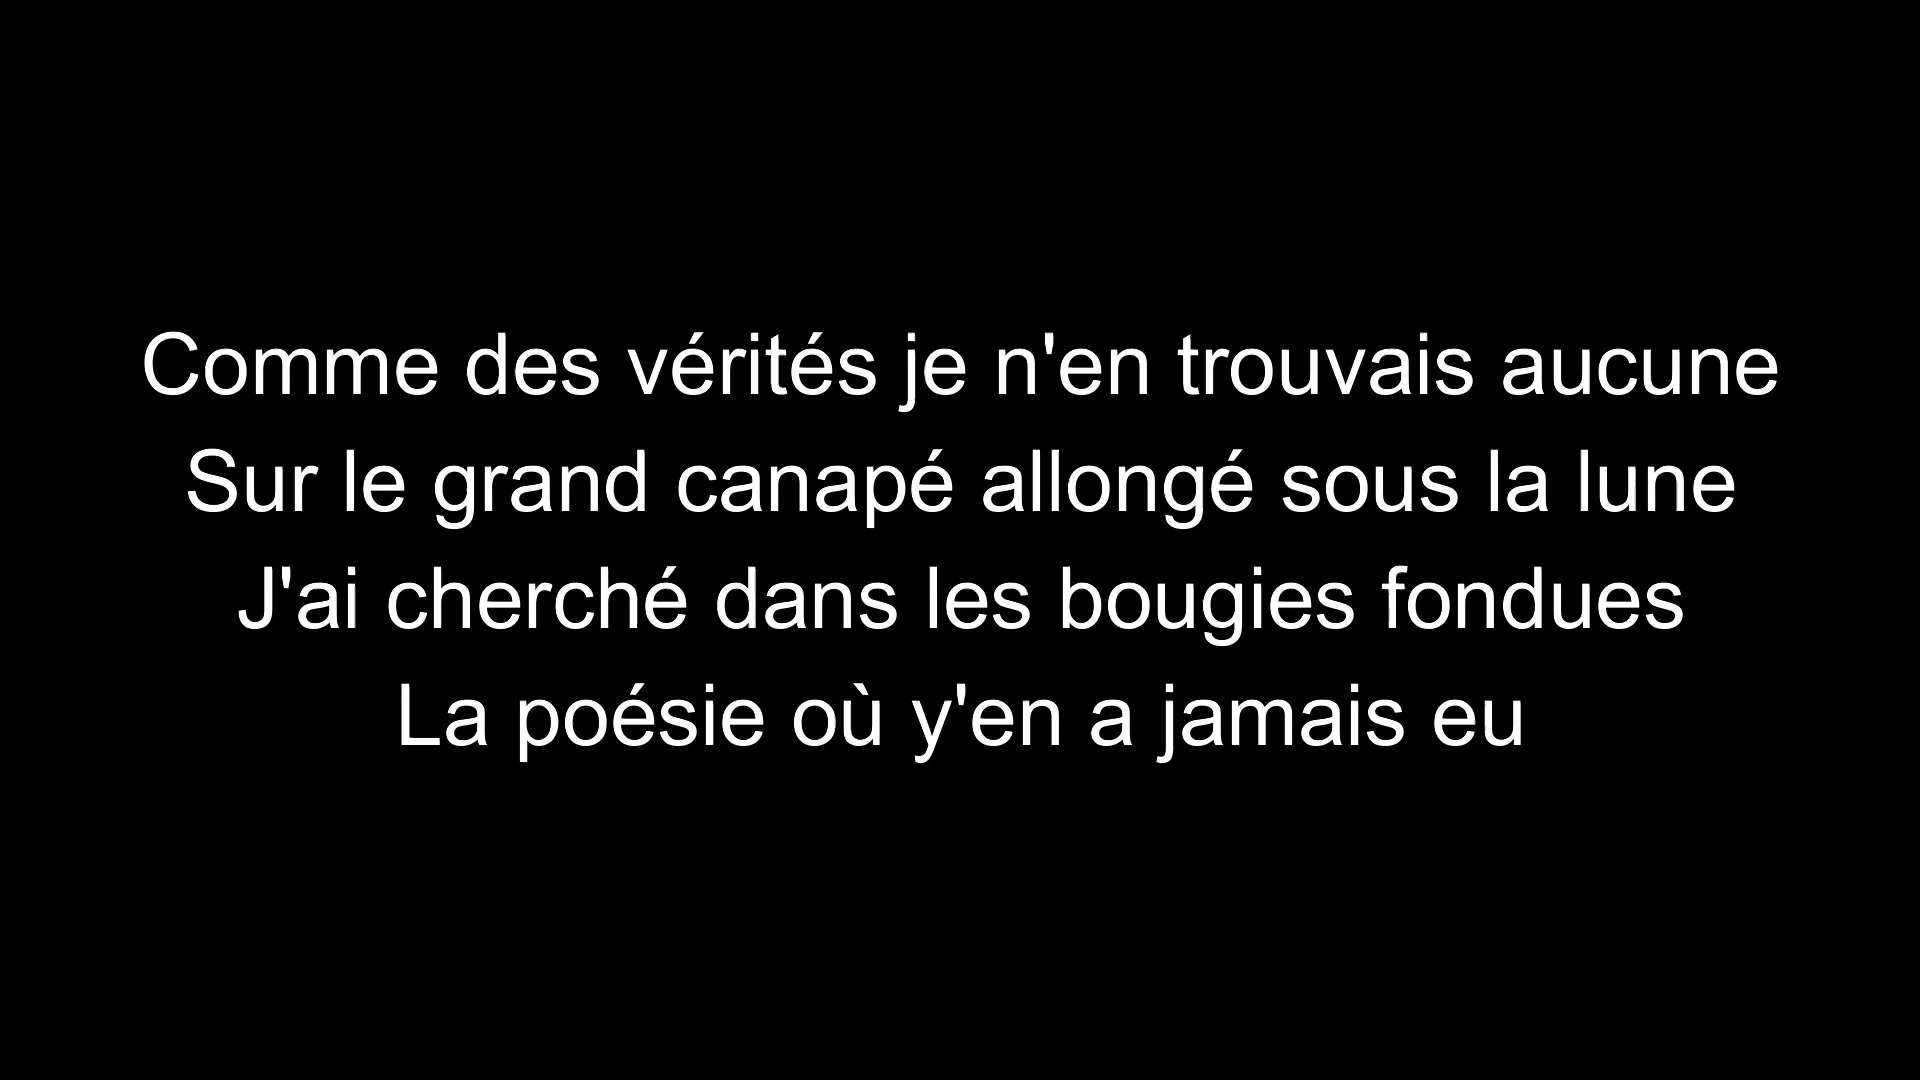 Comme des vérités je n'en trouvais aucune
Sur le grand canapé allongé sous la lune
J'ai cherché dans les bougies fondues
La poésie où y'en a jamais eu